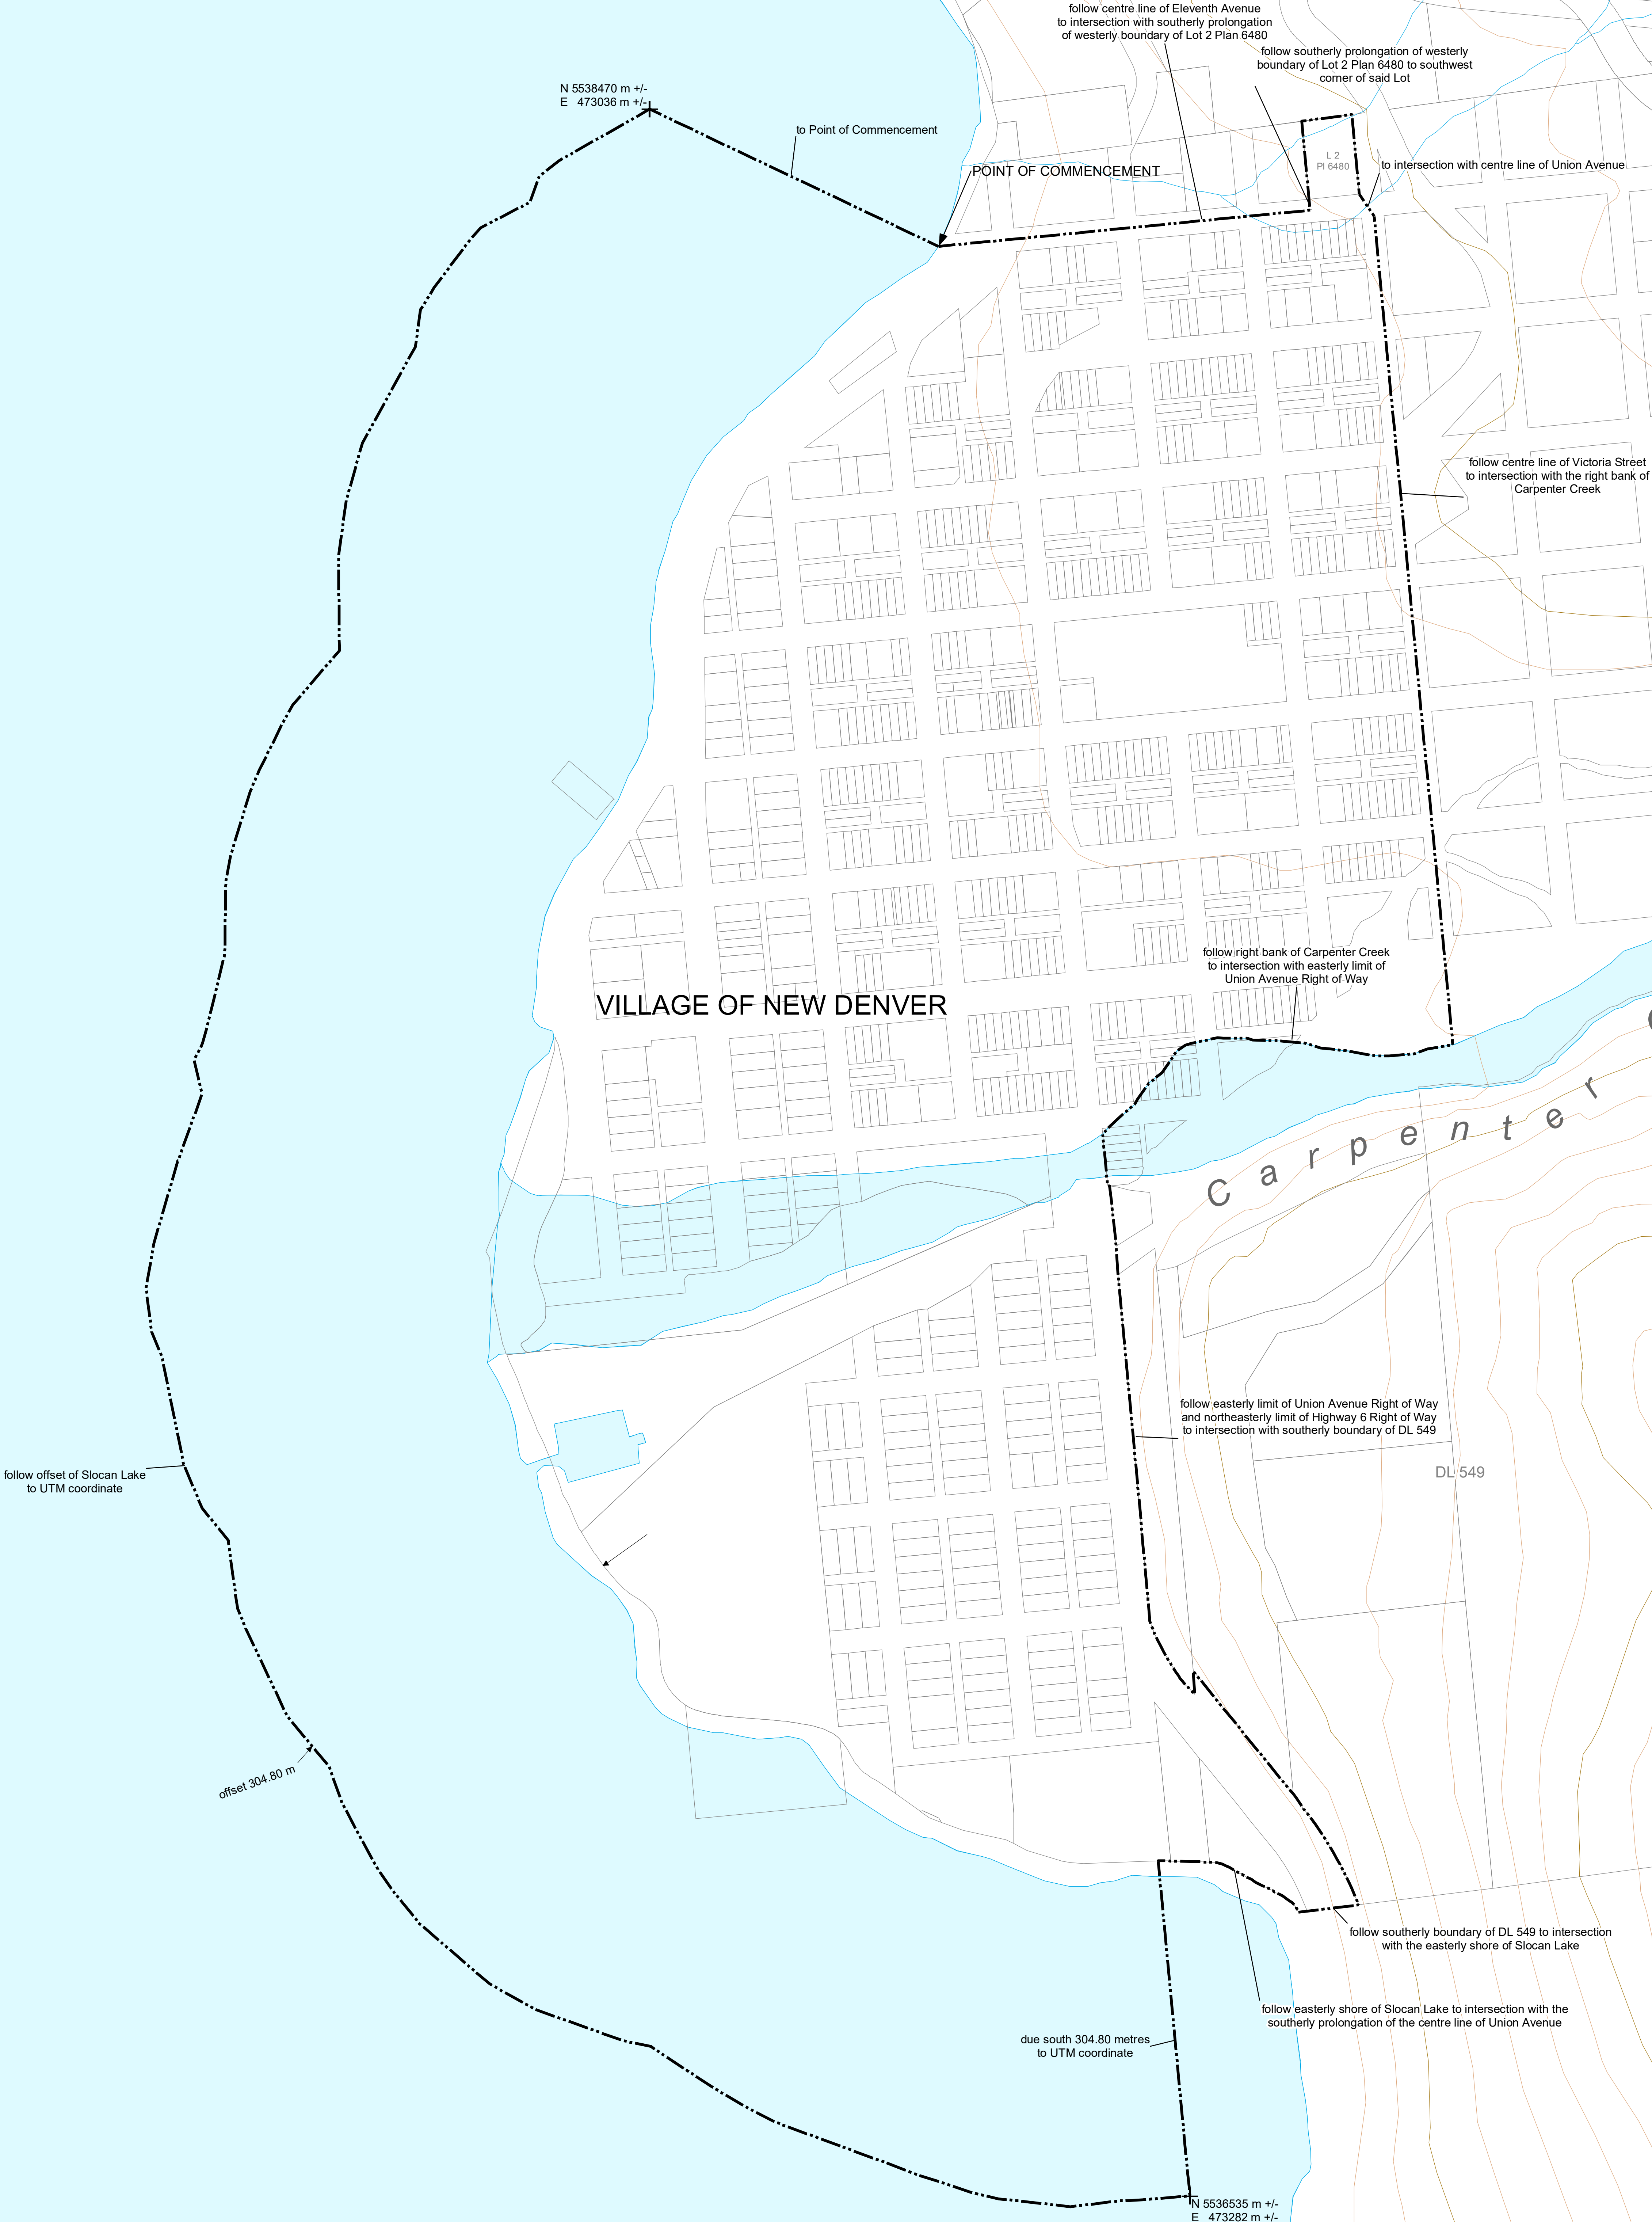 follow centre line of Eleventh Avenue
to intersection with southerly prolongation
of westerly boundary of Lot 2 Plan 6480
follow southerly prolongation of westerly
boundary of Lot 2 Plan 6480 to southwest
corner of said Lot
N 5538470 m +/-
E 473036 m +/-
to Point of Commencement
L 2
Pl 6480
to intersection with centre line of Union Avenue
POINT OF COMMENCEMENT
follow centre line of Victoria Street
to intersection with the right bank of
Carpenter Creek
follow right bank of Carpenter Creek
to intersection with easterly limit of
Union Avenue Right of Way
VILLAGE OF NEW DENVER
Carpenter
follow easterly limit of Union Avenue Right of Way
and northeasterly limit of Highway 6 Right of Way
to intersection with southerly boundary of DL 549
DL 549
follow offset of Slocan Lake
to UTM coordinate
offset 304.80 m
follow southerly boundary of DL 549 to intersection
with the easterly shore of Slocan Lake
follow easterly shore of Slocan Lake to intersection with the
southerly prolongation of the centre line of Union Avenue
due south 304.80 metres
to UTM coordinate
N 5536535 m +/-
E 473282 m +/-